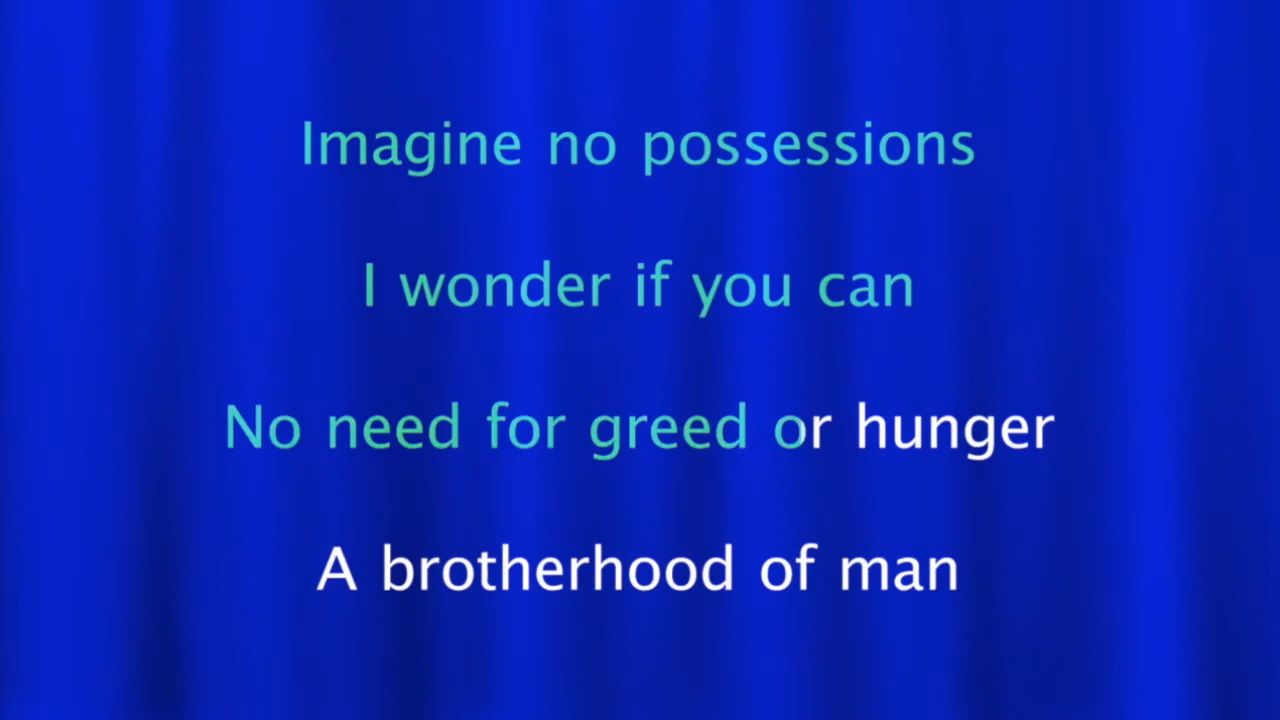 Imagine no possessions
I wonder if you can
No need for greed or hunger
A brotherhood of man